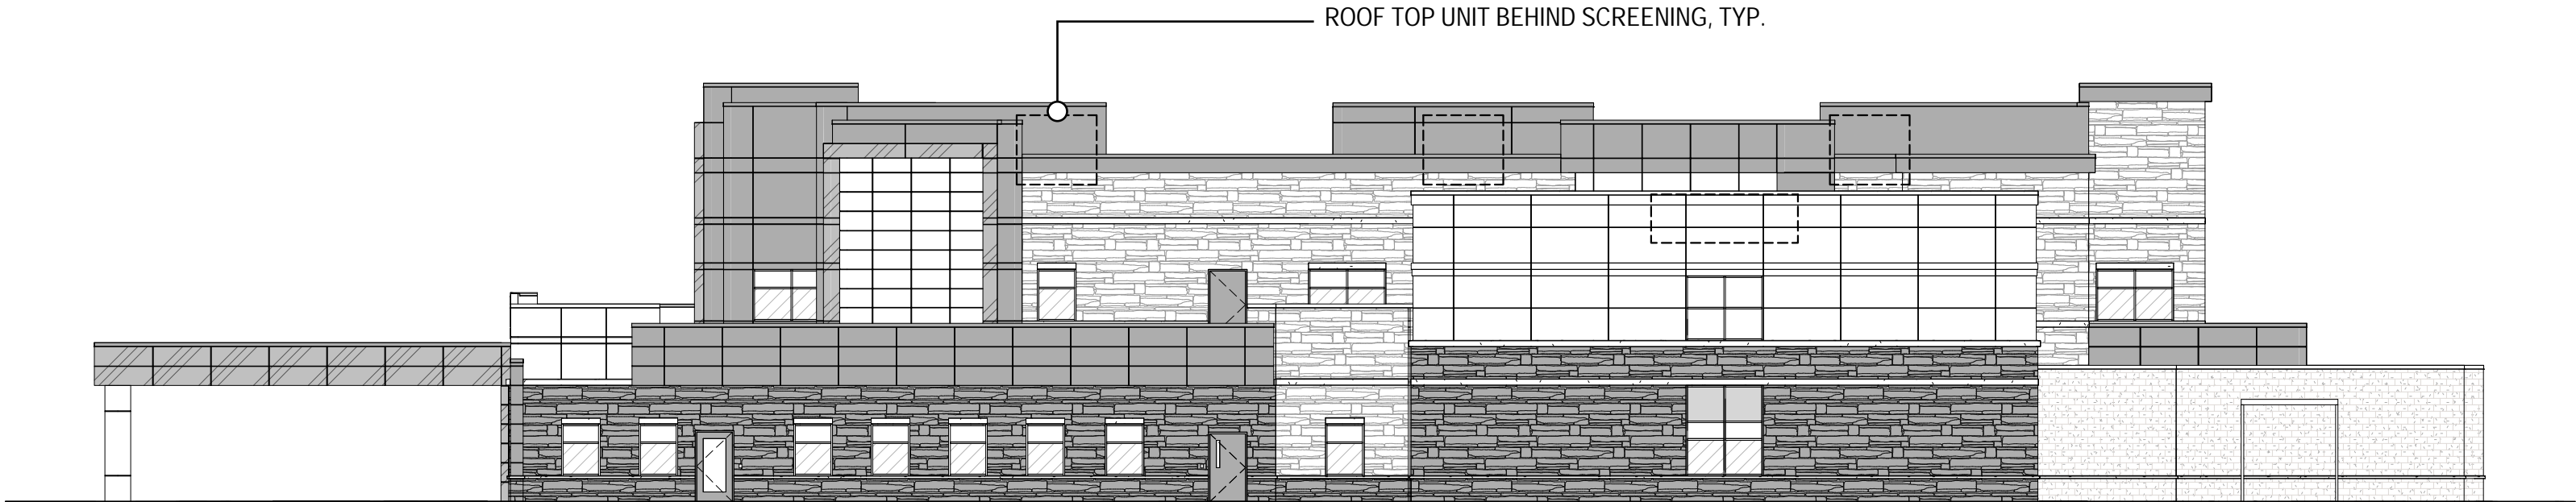 ROOF TOP UNIT BEHIND SCREENING, TYP.